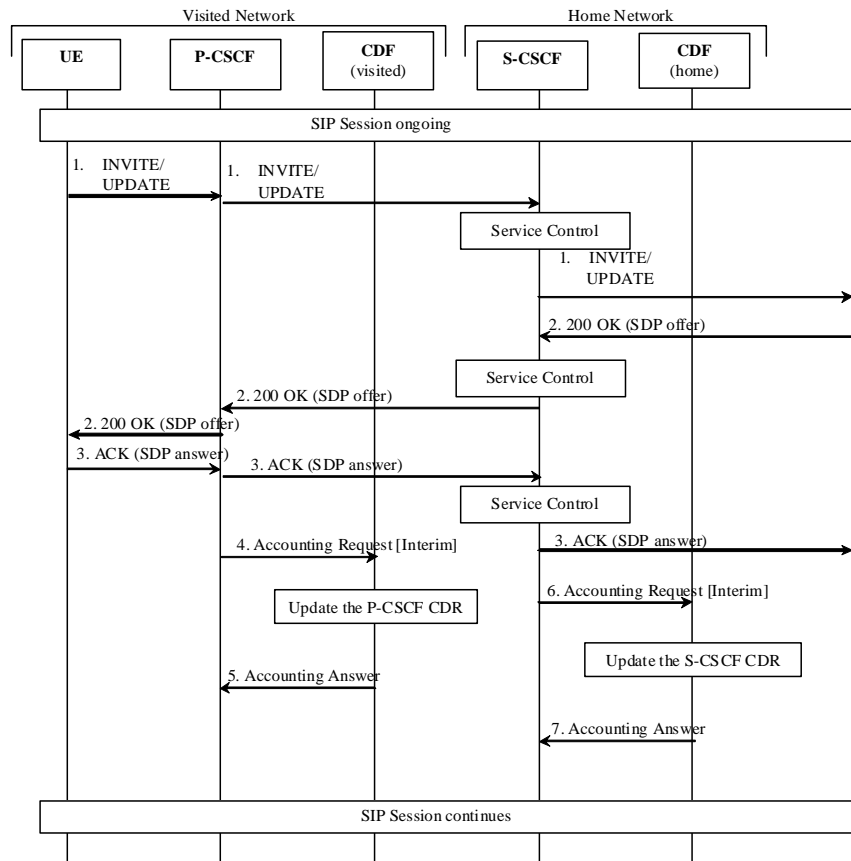 Visited Network
Home Network
UE
P-CSCF
CDF
(visited)
S-CSCF
CDF
(home)
SIP Session ongoing
1. INVITE/
UPDATE
1. INVITE/
UPDATE
Service Control
1. INVITE/
UPDATE
2. 200 OK (SDP offer)
Service Control
2. 200 OK (SDP offer)
2. 200 OK (SDP offer)
3. ACK (SDP answer)
3. ACK (SDP answer)
Service Control
4. Accounting Request [Interim]
3. ACK (SDP answer)
6. Accounting Request [Interim]
Update the P-CSCF CDR
Update the S-CSCF CDR
5. Accounting Answer
7. Accounting Answer
SIP Session continues